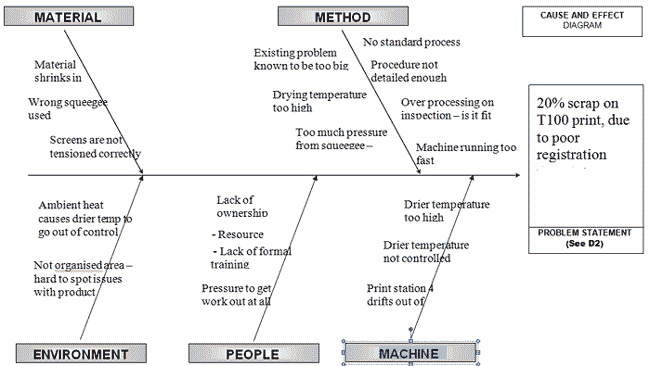 MATERIAL
METHOD
CAUSE AND EFFECT
DIAGRAM
Material
shrinks in
Wrong squeegee
used
Screens are not
tensioned correctly
Existing problem
known to be too big
Drying temperature
too high
Too much pressure
from squeegee –
No standard process
Procedure not
detailed enough
Over processing on
inspection – is it fit
Machine running too
fast
20% scrap on
T100 print, due
to poor
registration
PROBLEM STATEMENT
(See D2)
Ambient heat
causes drier temp to
go out of control
Not organised area –
hard to spot issues
with product
Lack of
ownership
- Resource
- Lack of formal
training
Pressure to get
work out at all
Drier temperature
too high
Drier temperature
not controlled
Print station 4
drifts out of
ENVIRONMENT
PEOPLE
MACHINE